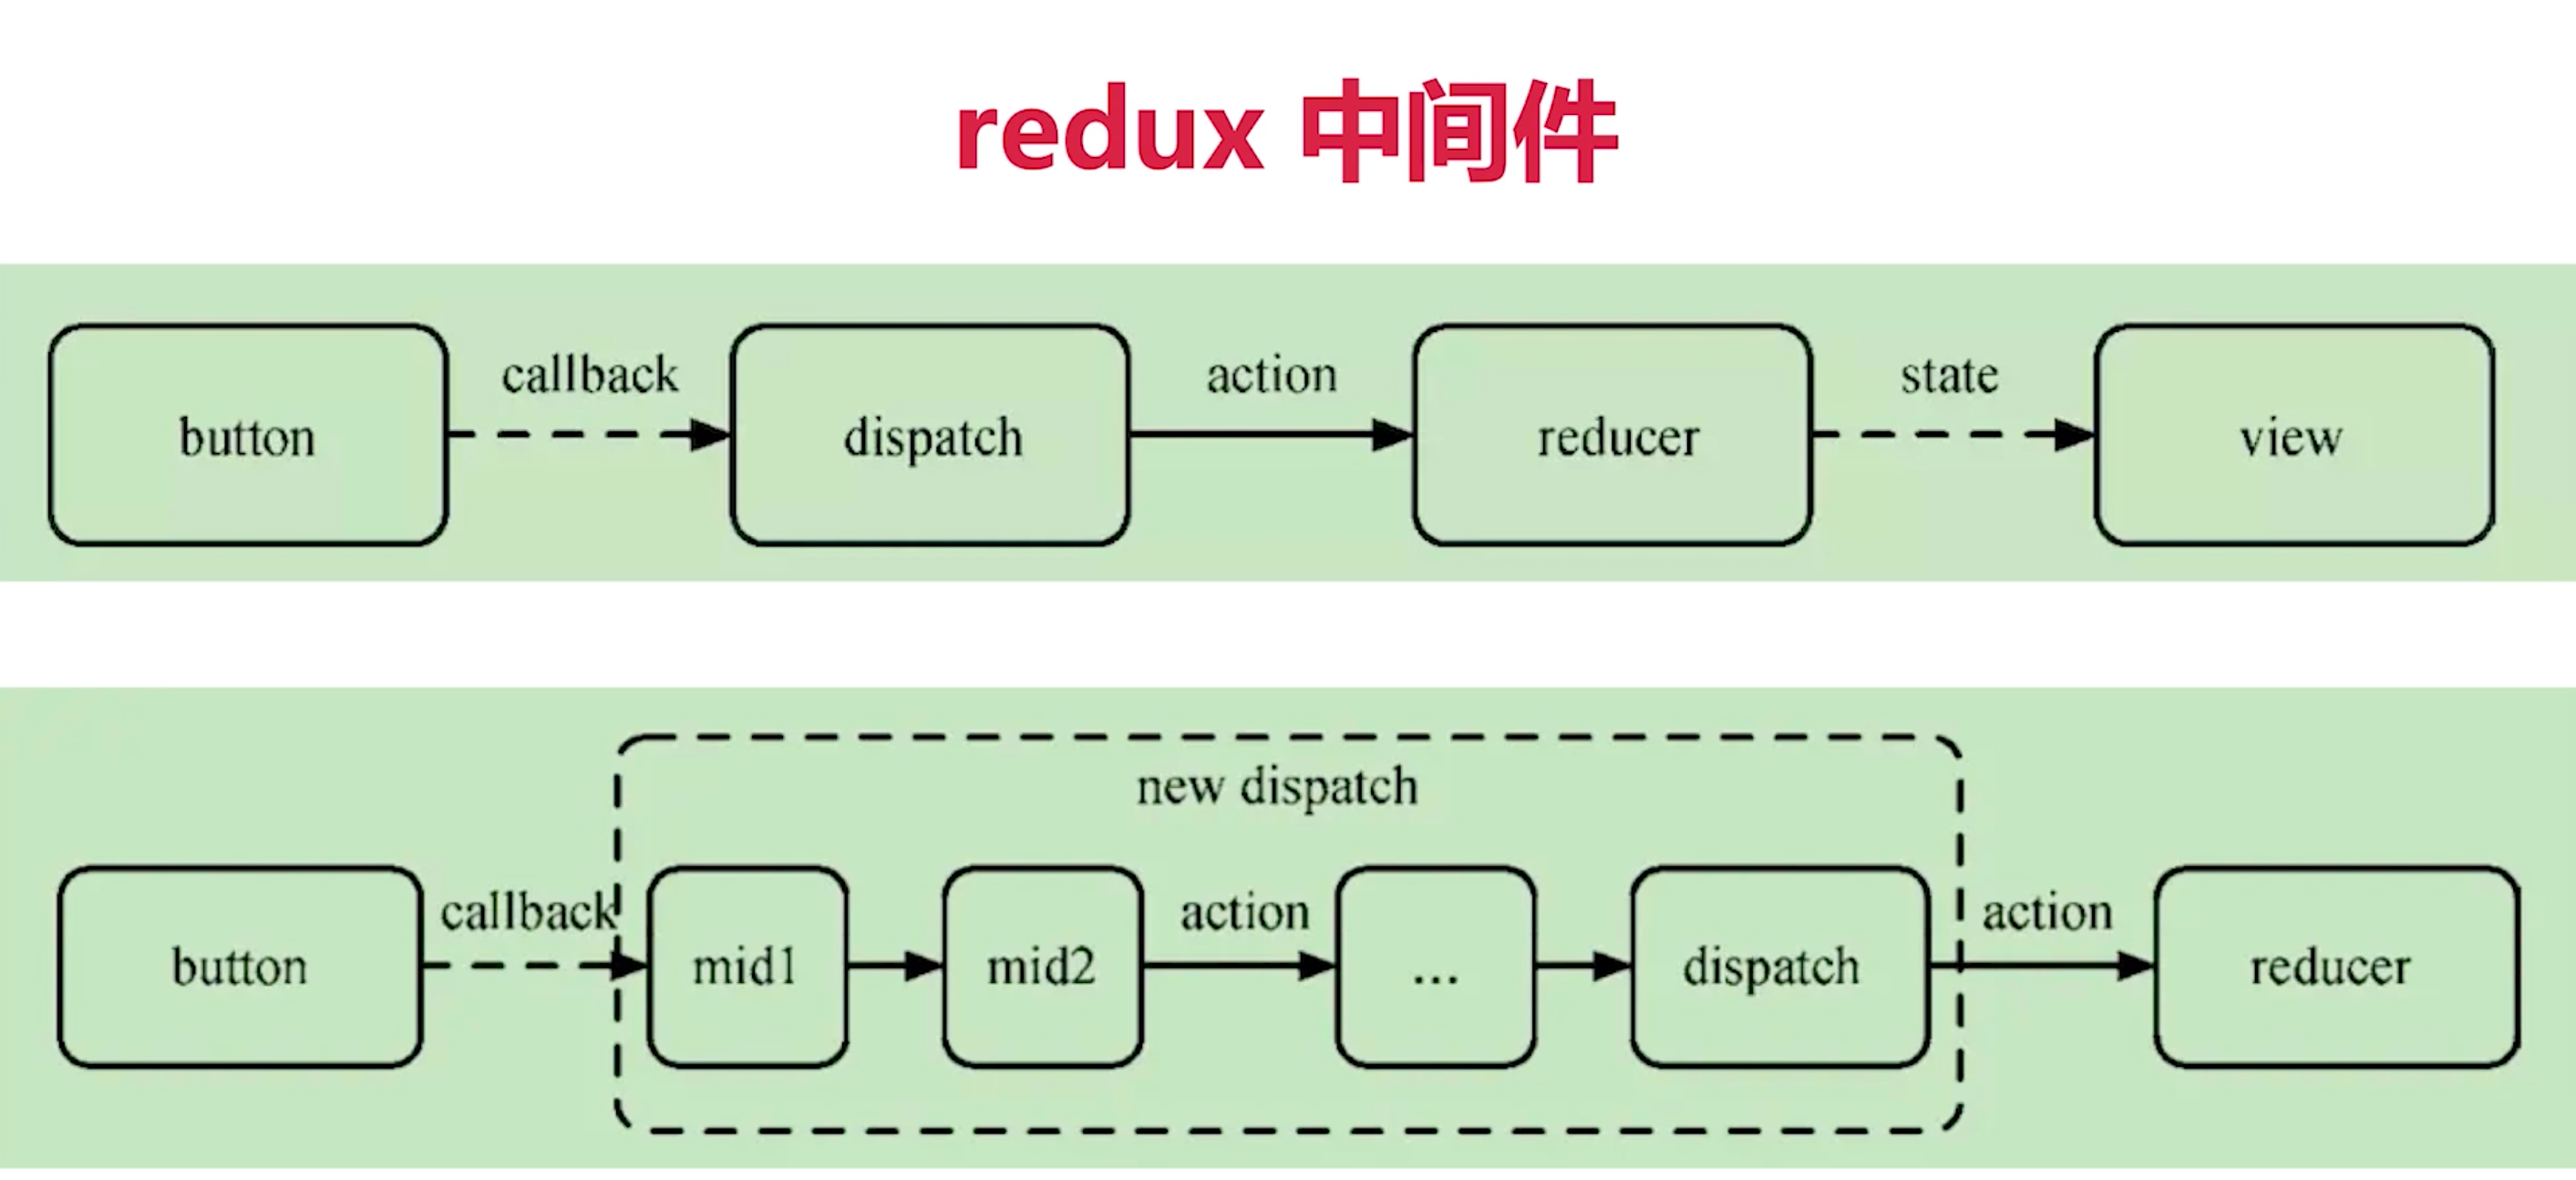 redux 中间件
callback
action
state
button
dispatch
reducer
view
new dispatch
callback
action
action
button
mid1
mid2
...
dispatch
reducer